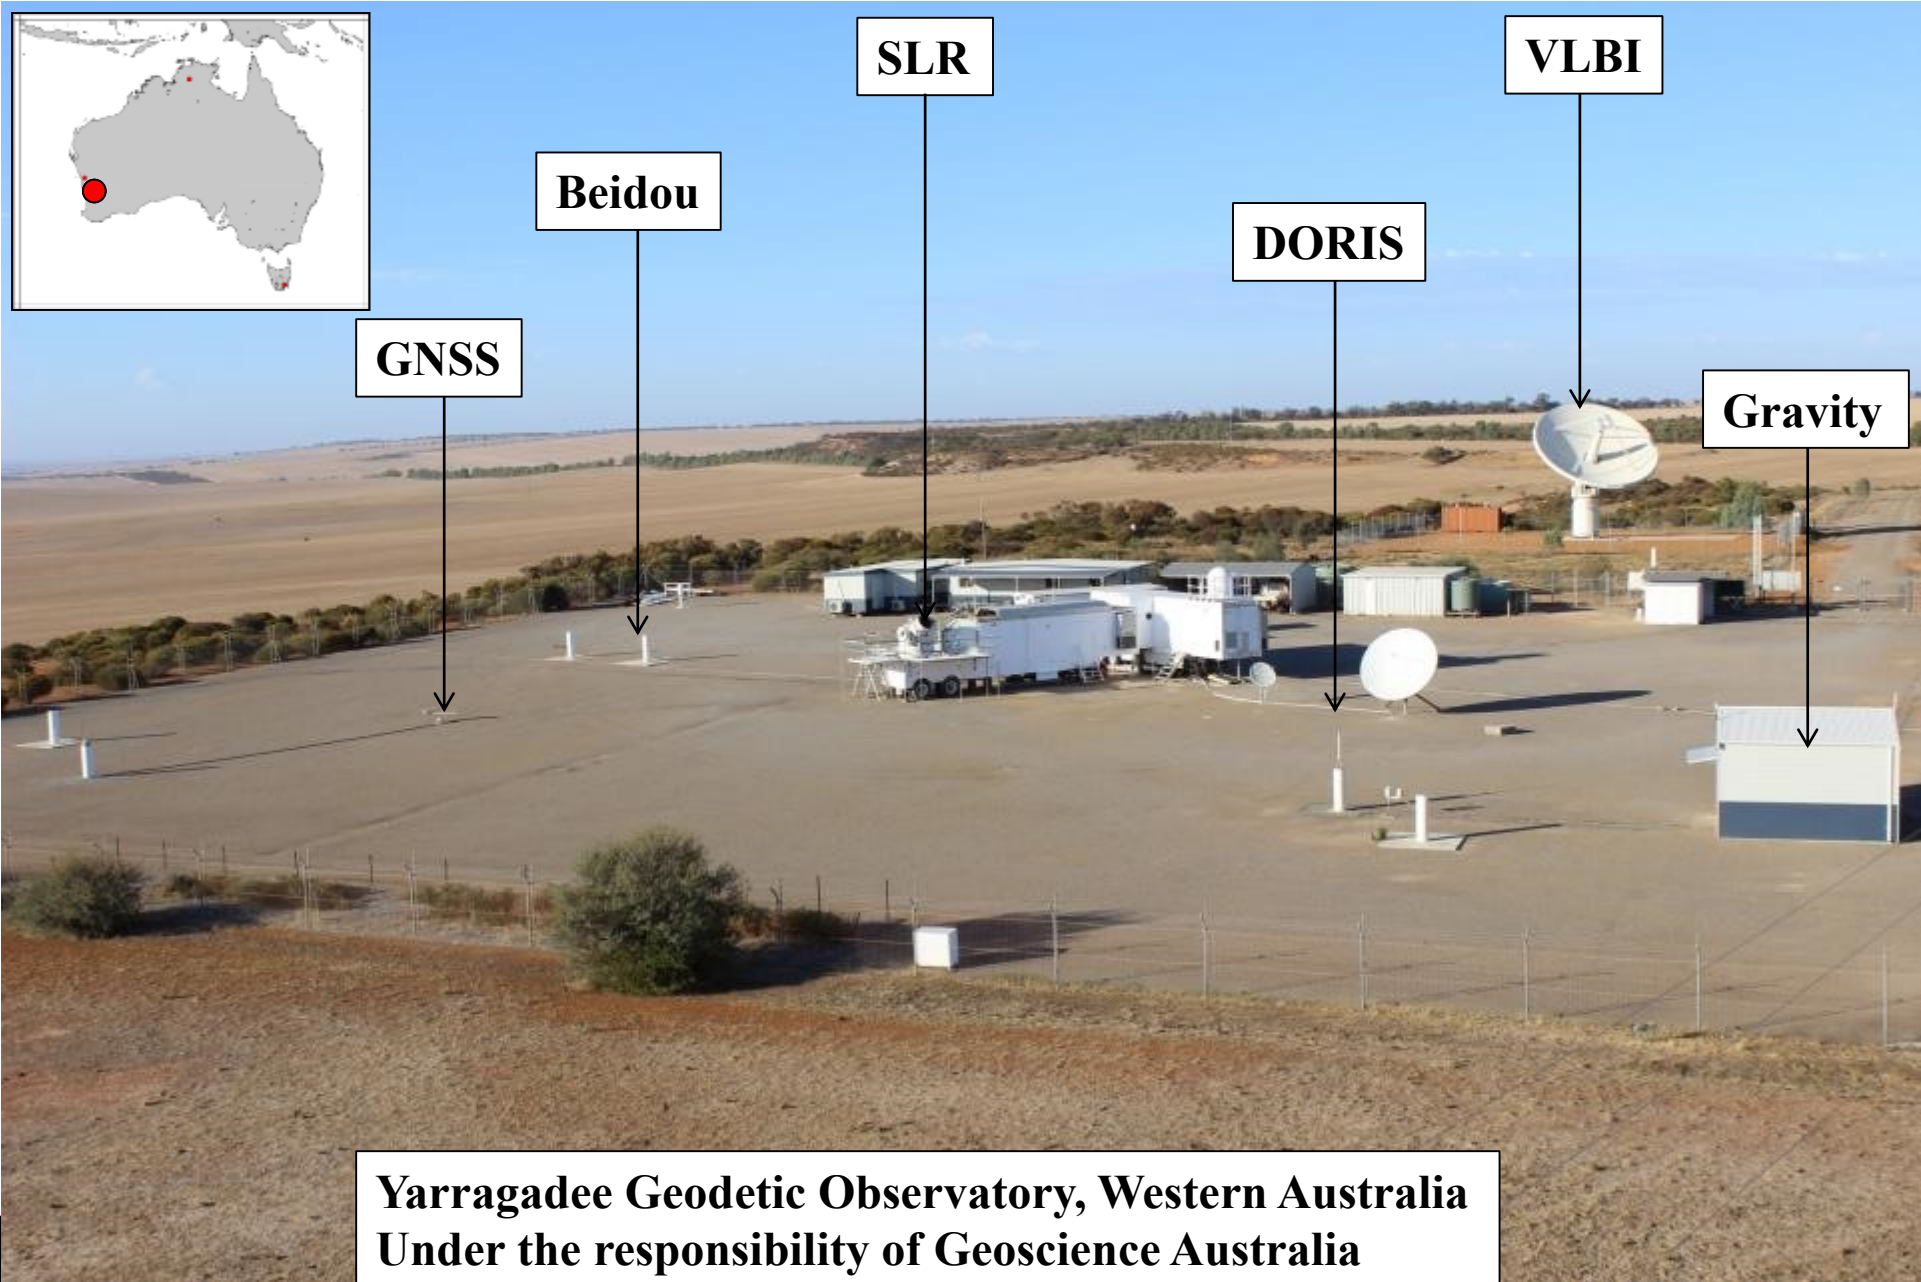 SLR
VLBI
Beidou
DORIS
GNSS
Gravity
Yarragadee Geodetic Observatory, Western Australia
Under the responsibility of Geoscience Australia